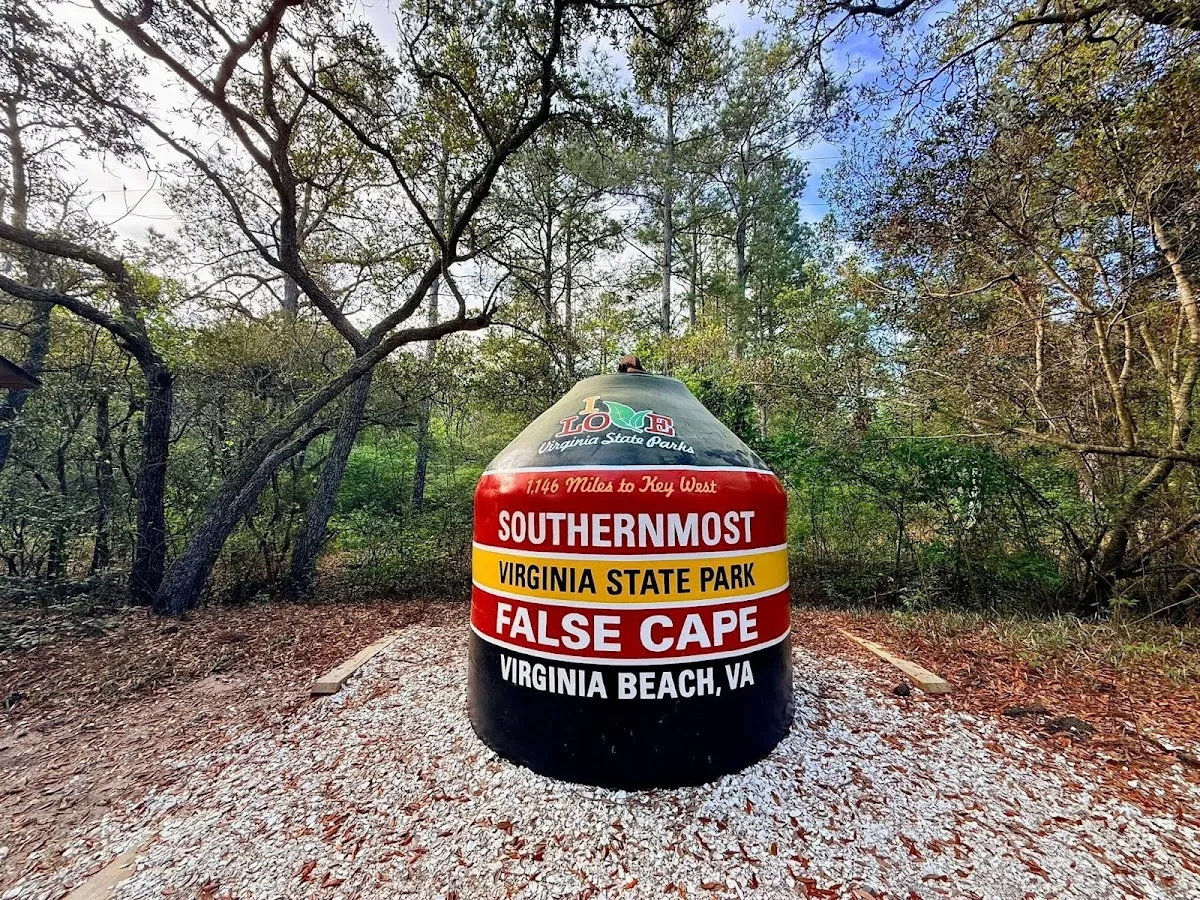 I
LOVE
Virginia State Parks
1,146 Miles to Key West
SOUTHERNMOST
VIRGINIA STATE PARK
FALSE CAPE
VIRGINIA BEACH, VA